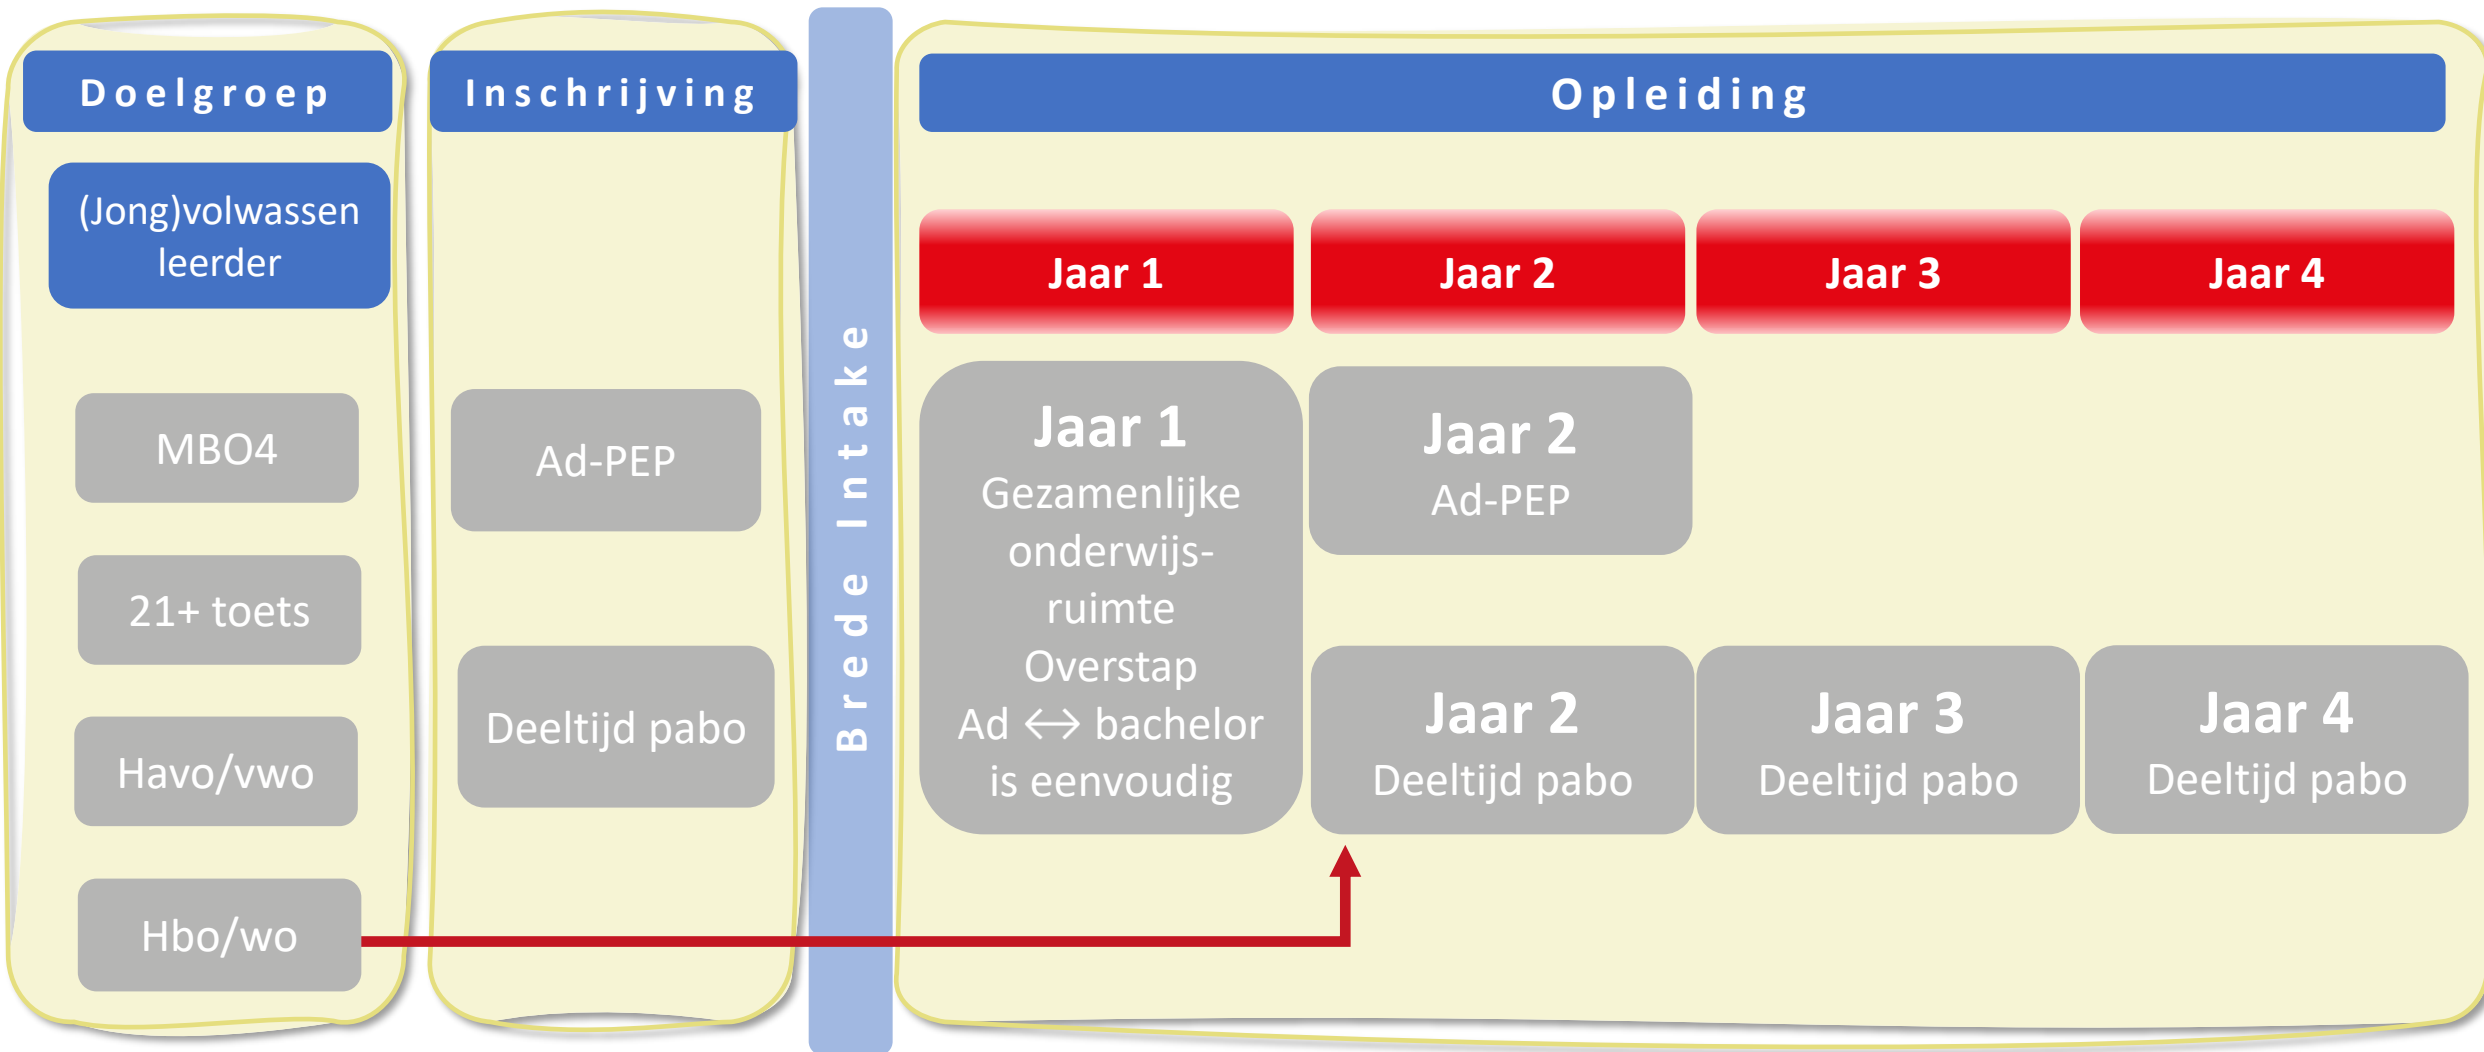 Doelgroep
(Jong)volwassen
leerder
MBO4
21+ toets
Havo/vwo
Hbo/wo
Inschrijving
Ad-PEP
Deeltijd pabo
Brede Intake
Opleiding
Jaar 1
Jaar 2
Jaar 3
Jaar 4
Jaar 1
Gezamenlijke
onderwijs-
ruimte
Overstap
Ad ↔ bachelor
is eenvoudig
Jaar 2
Ad-PEP
Jaar 2
Deeltijd pabo
Jaar 3
Deeltijd pabo
Jaar 4
Deeltijd pabo